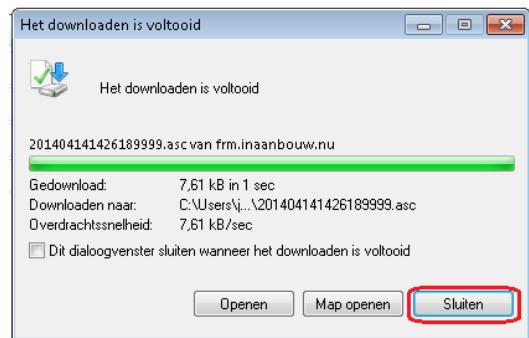 Het downloaden is voltooid
Het downloaden is voltooid
201404141426189999.asc van frm.inaanbouw.nu
Gedownload: 7,61 kB in 1 sec
Downloaden naar: C:\Users\j...\201404141426189999.asc
Overdrachtssnelheid: 7,61 kB/sec
Dit dialoogvenster sluiten wanneer het downloaden is voltooid
Openen Map openen Sluiten